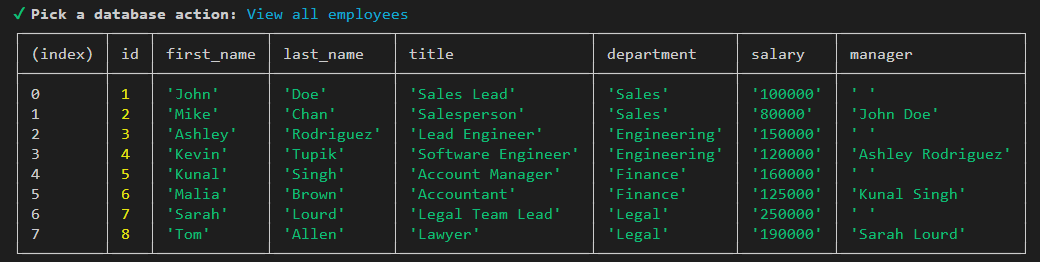 ✓ Pick a database action: View all employees
(index) id first_name last_name title department salary manager
0 1 'John' 'Doe' 'Sales Lead' 'Sales' '100000' ' '
1 2 'Mike' 'Chan' 'Salesperson' 'Sales' '80000' 'John Doe'
2 3 'Ashley' 'Rodriguez' 'Lead Engineer' 'Engineering' '150000' ' '
3 4 'Kevin' 'Tupik' 'Software Engineer' 'Engineering' '120000' 'Ashley Rodriguez'
4 5 'Kunal' 'Singh' 'Account Manager' 'Finance' '160000' ' '
5 6 'Malia' 'Brown' 'Accountant' 'Finance' '125000' 'Kunal Singh'
6 7 'Sarah' 'Lourd' 'Legal Team Lead' 'Legal' '250000' ' '
7 8 'Tom' 'Allen' 'Lawyer' 'Legal' '190000' 'Sarah Lourd'